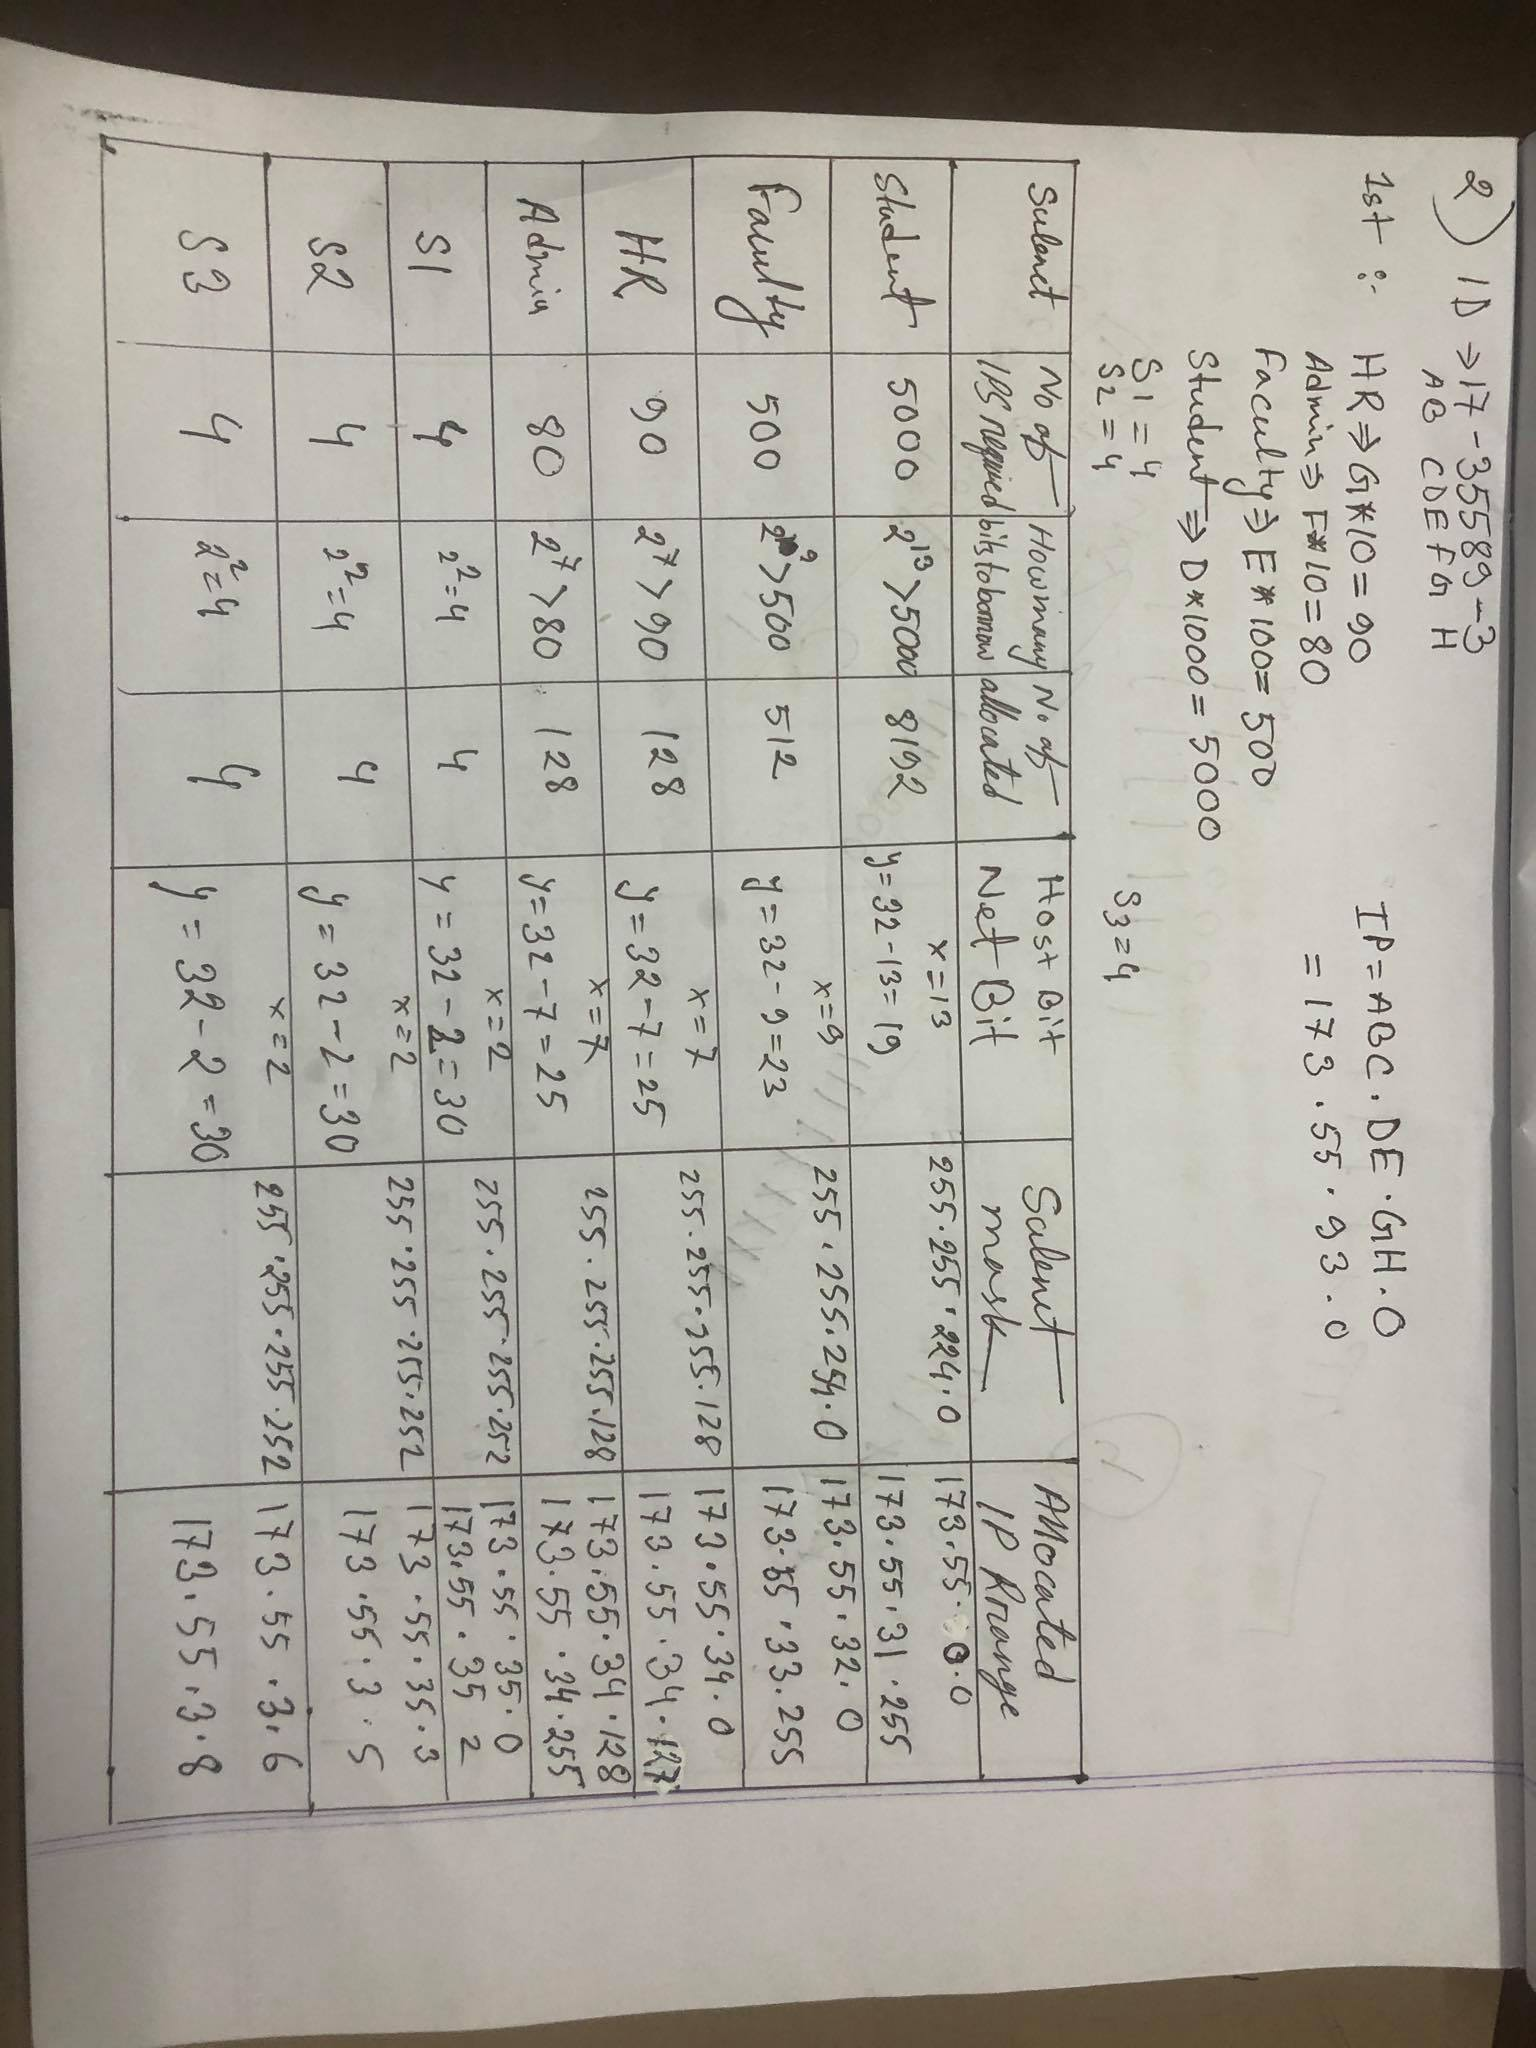 2) ID ⇒ 17-35589-3
AB CDEFG H
1st :- HR ⇒ G*10 = 90
IP = ABC.DE.GH.0
Admin ⇒ F*10 = 80
= 173.55.93.0
Faculty ⇒ E*100 = 500
Student ⇒ D*1000 = 5000
S1 = 4
S2 = 4
S3 = 4
Subnet | No of IPS required | How many bits to borrow | No. of allocated | Host Bit Net Bit | Subnet mask | Allocated IP Range
Student | 5000 | 2^13 > 5000 | 8192 | x = 13 y = 32-13 = 19 | 255.255.224.0 | 173.55.0.0 173.55.31.255
Faculty | 500 | 2^9 > 500 | 512 | x = 9 y = 32-9 = 23 | 255.255.254.0 | 173.55.32.0 173.55.33.255
HR | 90 | 2^7 > 90 | 128 | x = 7 y = 32-7 = 25 | 255.255.255.128 | 173.55.34.0 173.55.34.127
Admin | 80 | 2^7 > 80 | 128 | x = 7 y = 32-7 = 25 | 255.255.255.128 | 173.55.34.128 173.55.34.255
S1 | 4 | 2^2 = 4 | 4 | x = 2 y = 32-2 = 30 | 255.255.255.252 | 173.55.35.0 173.55.35 2
S2 | 4 | 2^2 = 4 | 4 | x = 2 y = 32-2 = 30 | 255.255.255.252 | 173.55.35.3 173.55.3.5
S3 | 4 | 2^2 = 4 | 4 | x = 2 y = 32-2 = 30 | 255.255.255.252 | 173.55.3.6 173.55.3.8